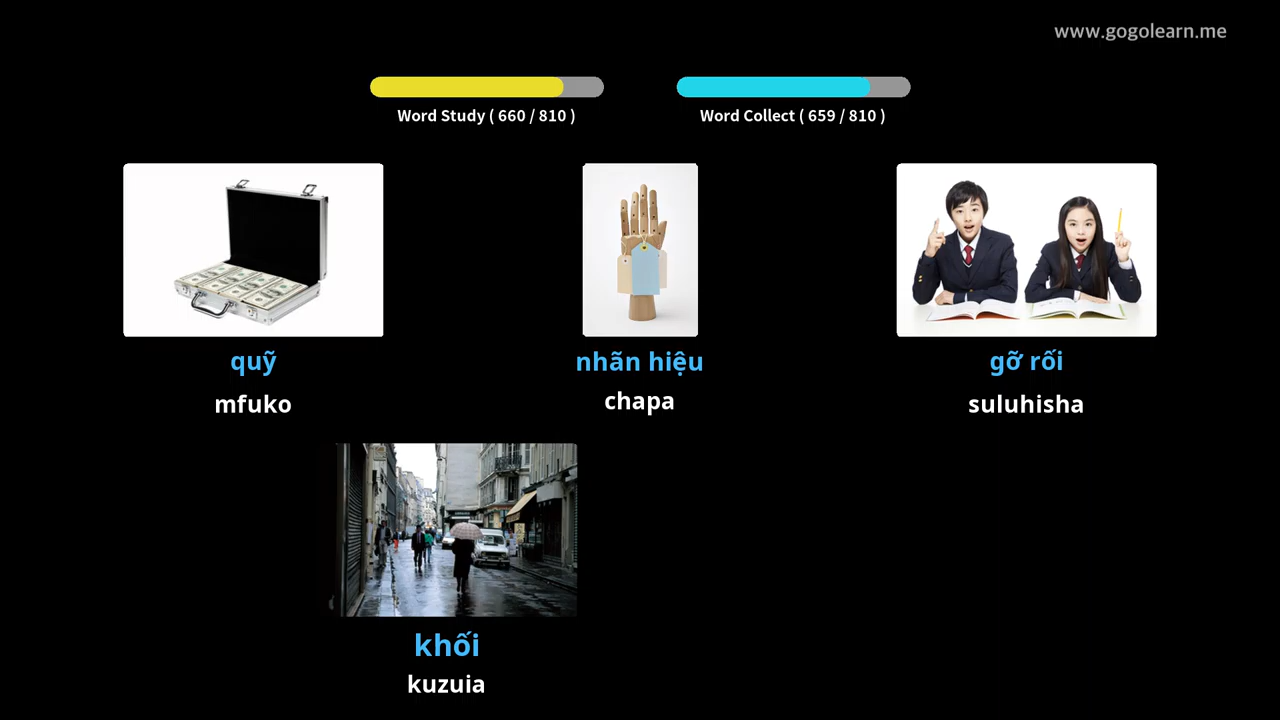 www.gogolearn.me
Word Study ( 660 / 810 )
Word Collect ( 659 / 810 )
quỹ
nhãn hiệu
gỡ rối
mfuko
chapa
suluhisha
khối
kuzuia